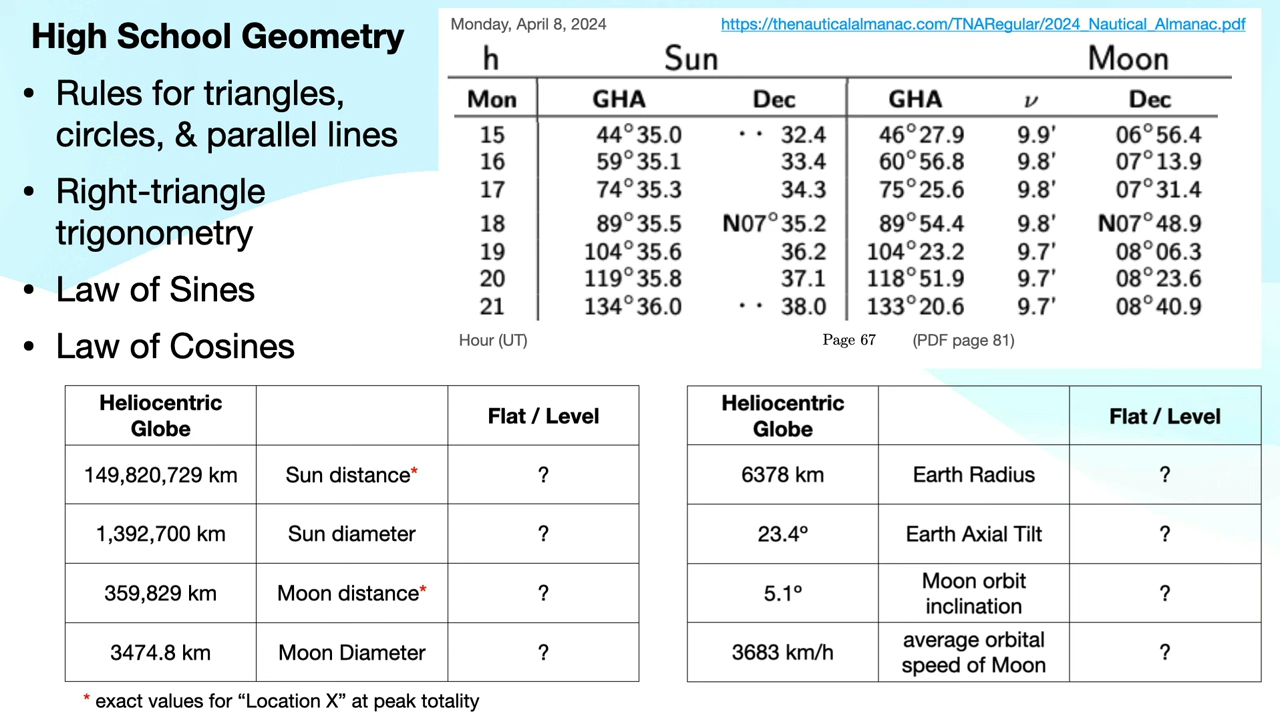 High School Geometry
• Rules for triangles,
circles, & parallel lines
• Right-triangle
trigonometry
• Law of Sines
• Law of Cosines
Monday, April 8, 2024 https://thenauticalalmanac.com/TNARegular/2024_Nautical_Almanac.pdf
h Sun Moon
Mon GHA Dec GHA ν Dec
15 44°35.0 ·· 32.4 46°27.9 9.9' 06°56.4
16 59°35.1 33.4 60°56.8 9.8' 07°13.9
17 74°35.3 34.3 75°25.6 9.8' 07°31.4
18 89°35.5 N07°35.2 89°54.4 9.8' N07°48.9
19 104°35.6 36.2 104°23.2 9.7' 08°06.3
20 119°35.8 37.1 118°51.9 9.7' 08°23.6
21 134°36.0 ·· 38.0 133°20.6 9.7' 08°40.9
Hour (UT) Page 67 (PDF page 81)
Heliocentric
Globe Flat / Level
149,820,729 km Sun distance* ?
1,392,700 km Sun diameter ?
359,829 km Moon distance* ?
3474.8 km Moon Diameter ?
* exact values for “Location X” at peak totality
Heliocentric
Globe Flat / Level
6378 km Earth Radius ?
23.4º Earth Axial Tilt ?
5.1º Moon orbit
inclination ?
3683 km/h average orbital
speed of Moon ?